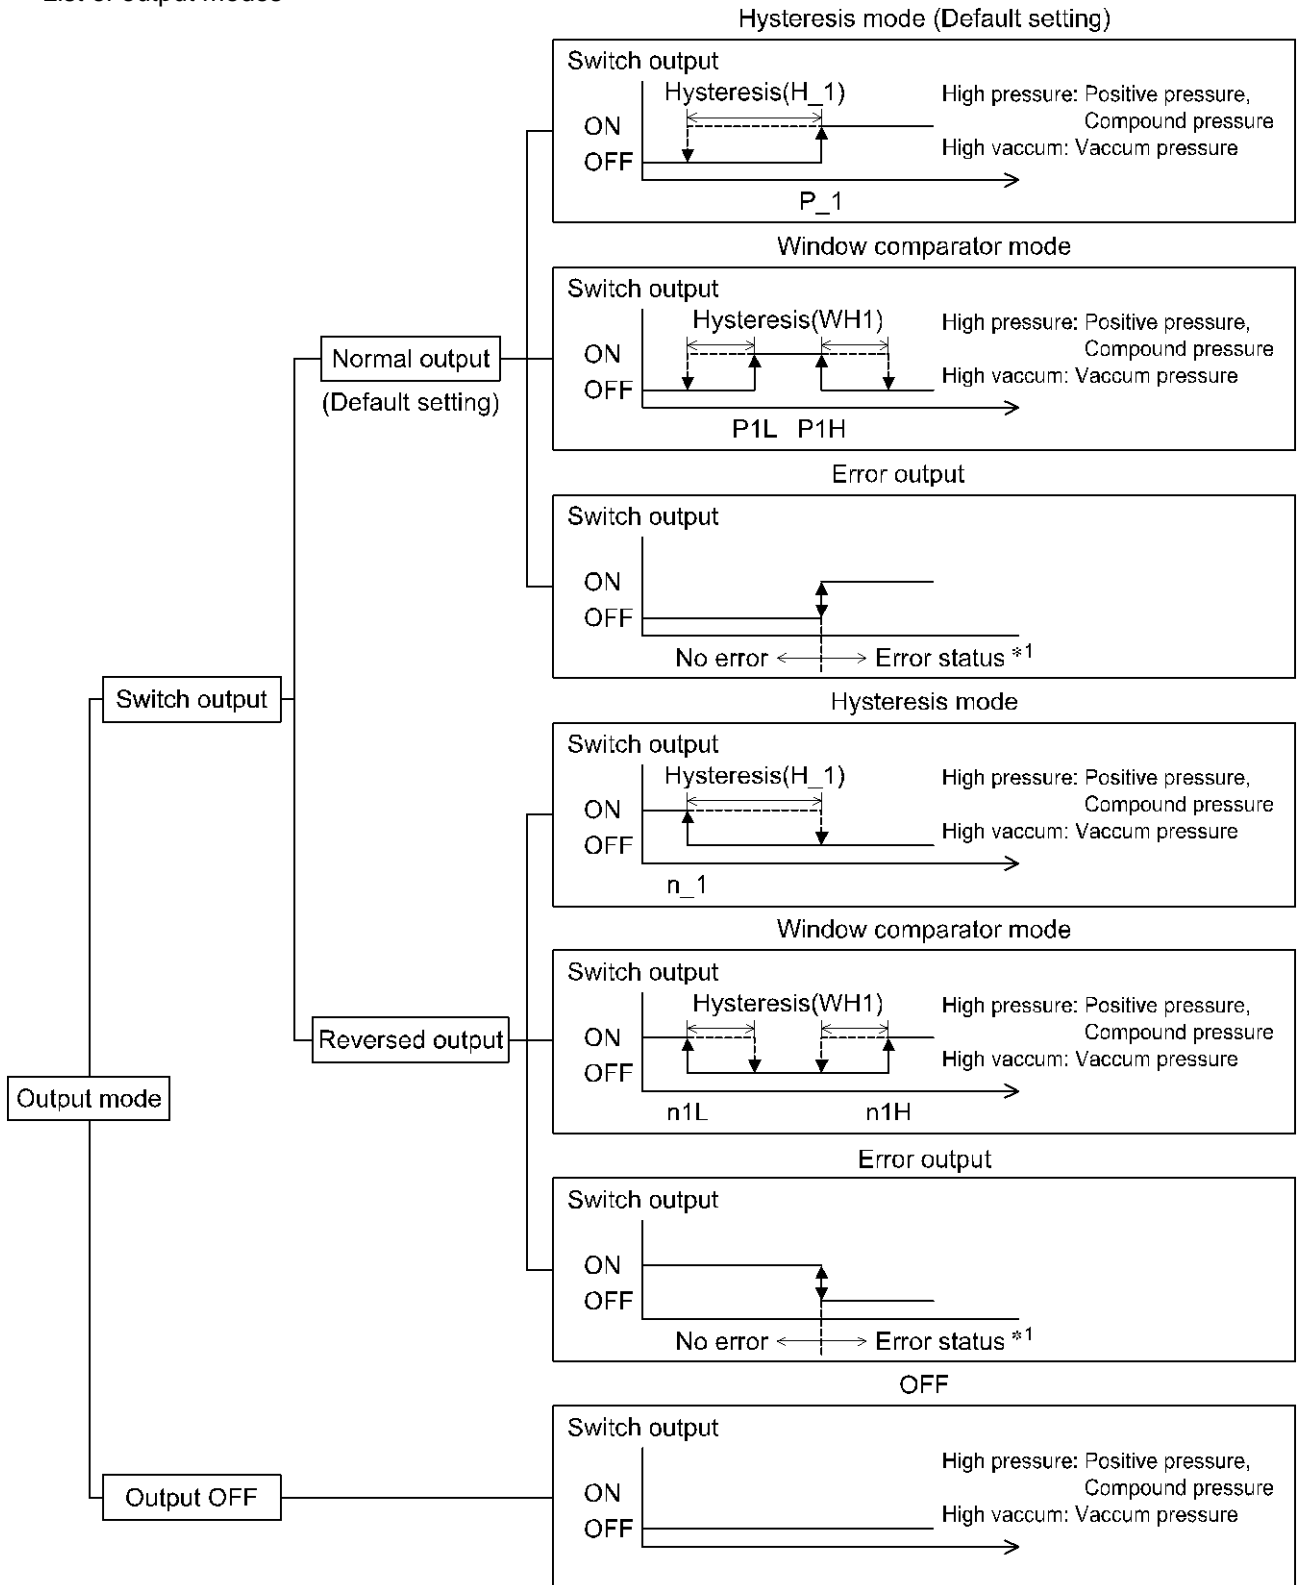 List of output modes
Hysteresis mode (Default setting)
Switch output
Hysteresis(H_1)
High pressure: Positive pressure,
Compound pressure
High vaccum: Vaccum pressure
ON
OFF
P_1
Window comparator mode
Switch output
Hysteresis(WH1)
High pressure: Positive pressure,
Compound pressure
High vaccum: Vaccum pressure
ON
OFF
P1L P1H
Normal output
(Default setting)
Error output
Switch output
ON
OFF
No error
Error status *1
Switch output
Hysteresis mode
Switch output
Hysteresis(H_1)
High pressure: Positive pressure,
Compound pressure
High vaccum: Vaccum pressure
ON
OFF
n_1
Window comparator mode
Switch output
Hysteresis(WH1)
High pressure: Positive pressure,
Compound pressure
High vaccum: Vaccum pressure
ON
OFF
n1L n1H
Reversed output
Output mode
Error output
Switch output
ON
OFF
No error
Error status *1
OFF
Switch output
High pressure: Positive pressure,
Compound pressure
High vaccum: Vaccum pressure
ON
OFF
Output OFF